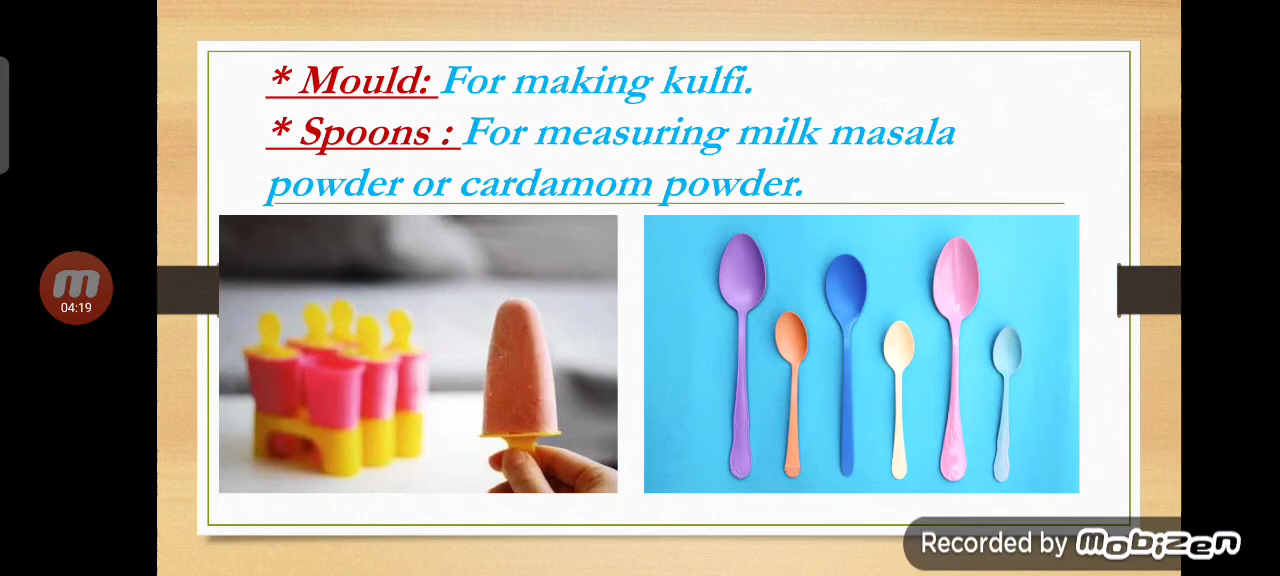 * Mould: For making kulfi.
* Spoons : For measuring milk masala
powder or cardamom powder.
m
04:19
Recorded by mobizen